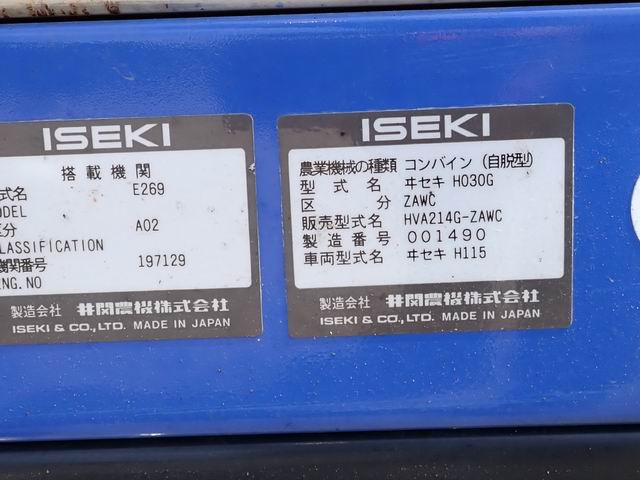 ISEKI
搭載機関
式名 E269
ODEL
区分 A02
LASSIFICATION
機関番号 197129
NG.NO
製造会社 井関農機株式会社
ISEKI & CO.,LTD. MADE IN JAPAN
ISEKI
農業機械の種類 コンバイン(自脱型)
型式名 ヰセキ HO30G
区分 ZAWC
販売型式名 HVA214G-ZAWC
製造番号 001490
車両型式名 ヰセキ H115
製造会社 井関農機株式会社
ISEKI & CO.,LTD. MADE IN JAPAN